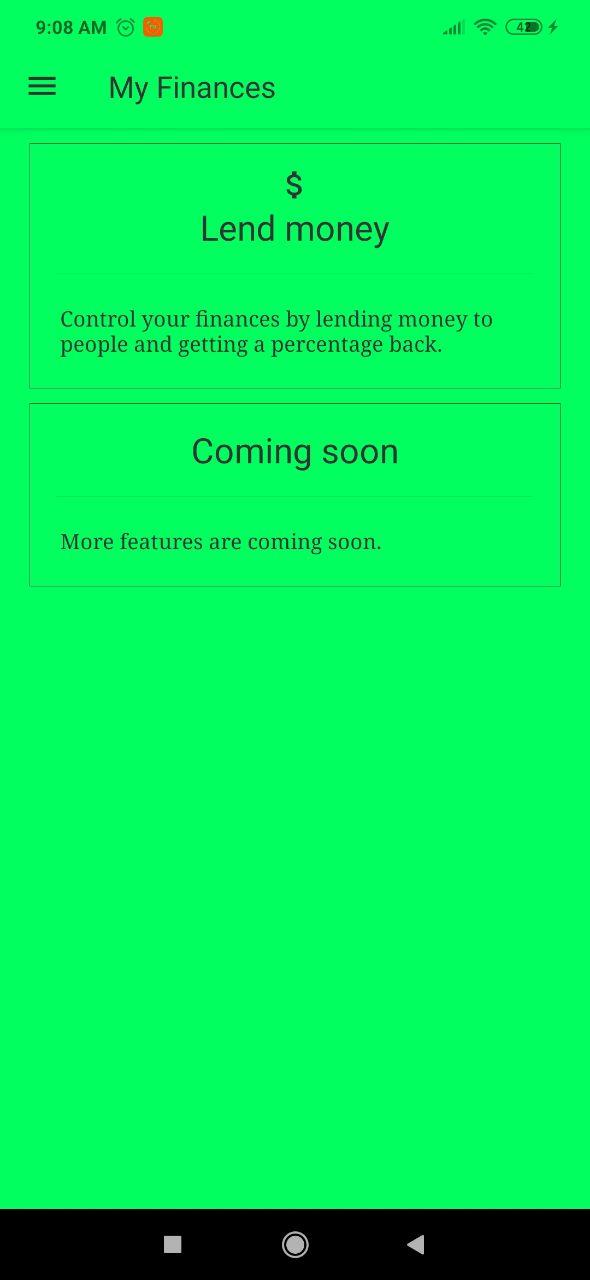 9:08 AM
42
My Finances
$
Lend money
Control your finances by lending money to
people and getting a percentage back.
Coming soon
More features are coming soon.